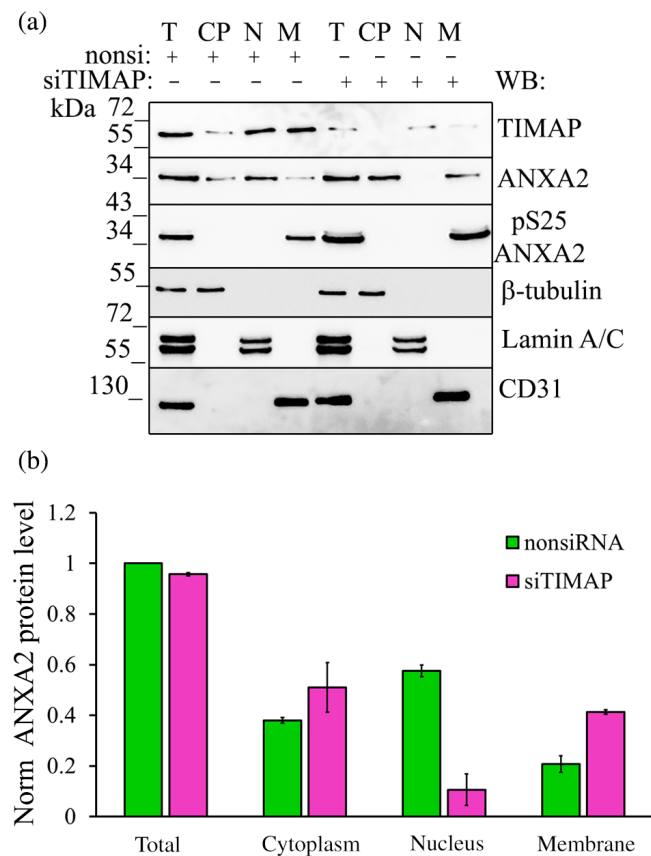 (a)
T CP N M T CP N M
nonsi: + + + + – – – –
siTIMAP: – – – – + + + + WB:
kDa
72
55
TIMAP
34
ANXA2
43
34
pS25
ANXA2
55
β-tubulin
72
55
Lamin A/C
130
CD31
(b)
Norm ANXA2 protein level
1.2
1
0.8
0.6
0.4
0.2
0
nonsiRNA
siTIMAP
Total Cytoplasm Nucleus Membrane